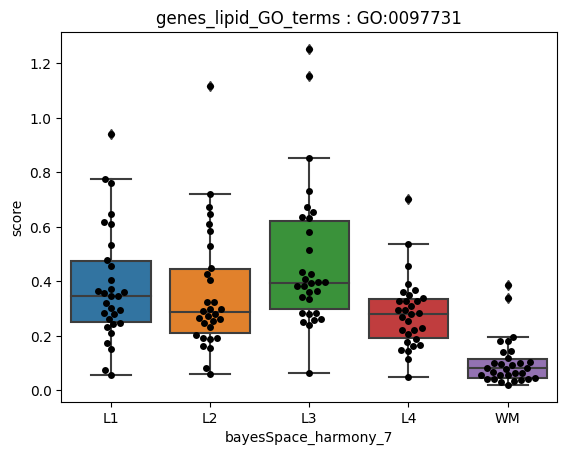 genes_lipid_GO_terms : GO:0097731
score
1.2
1.0
0.8
0.6
0.4
0.2
0.0
L1 L2 L3 L4 WM
bayesSpace_harmony_7